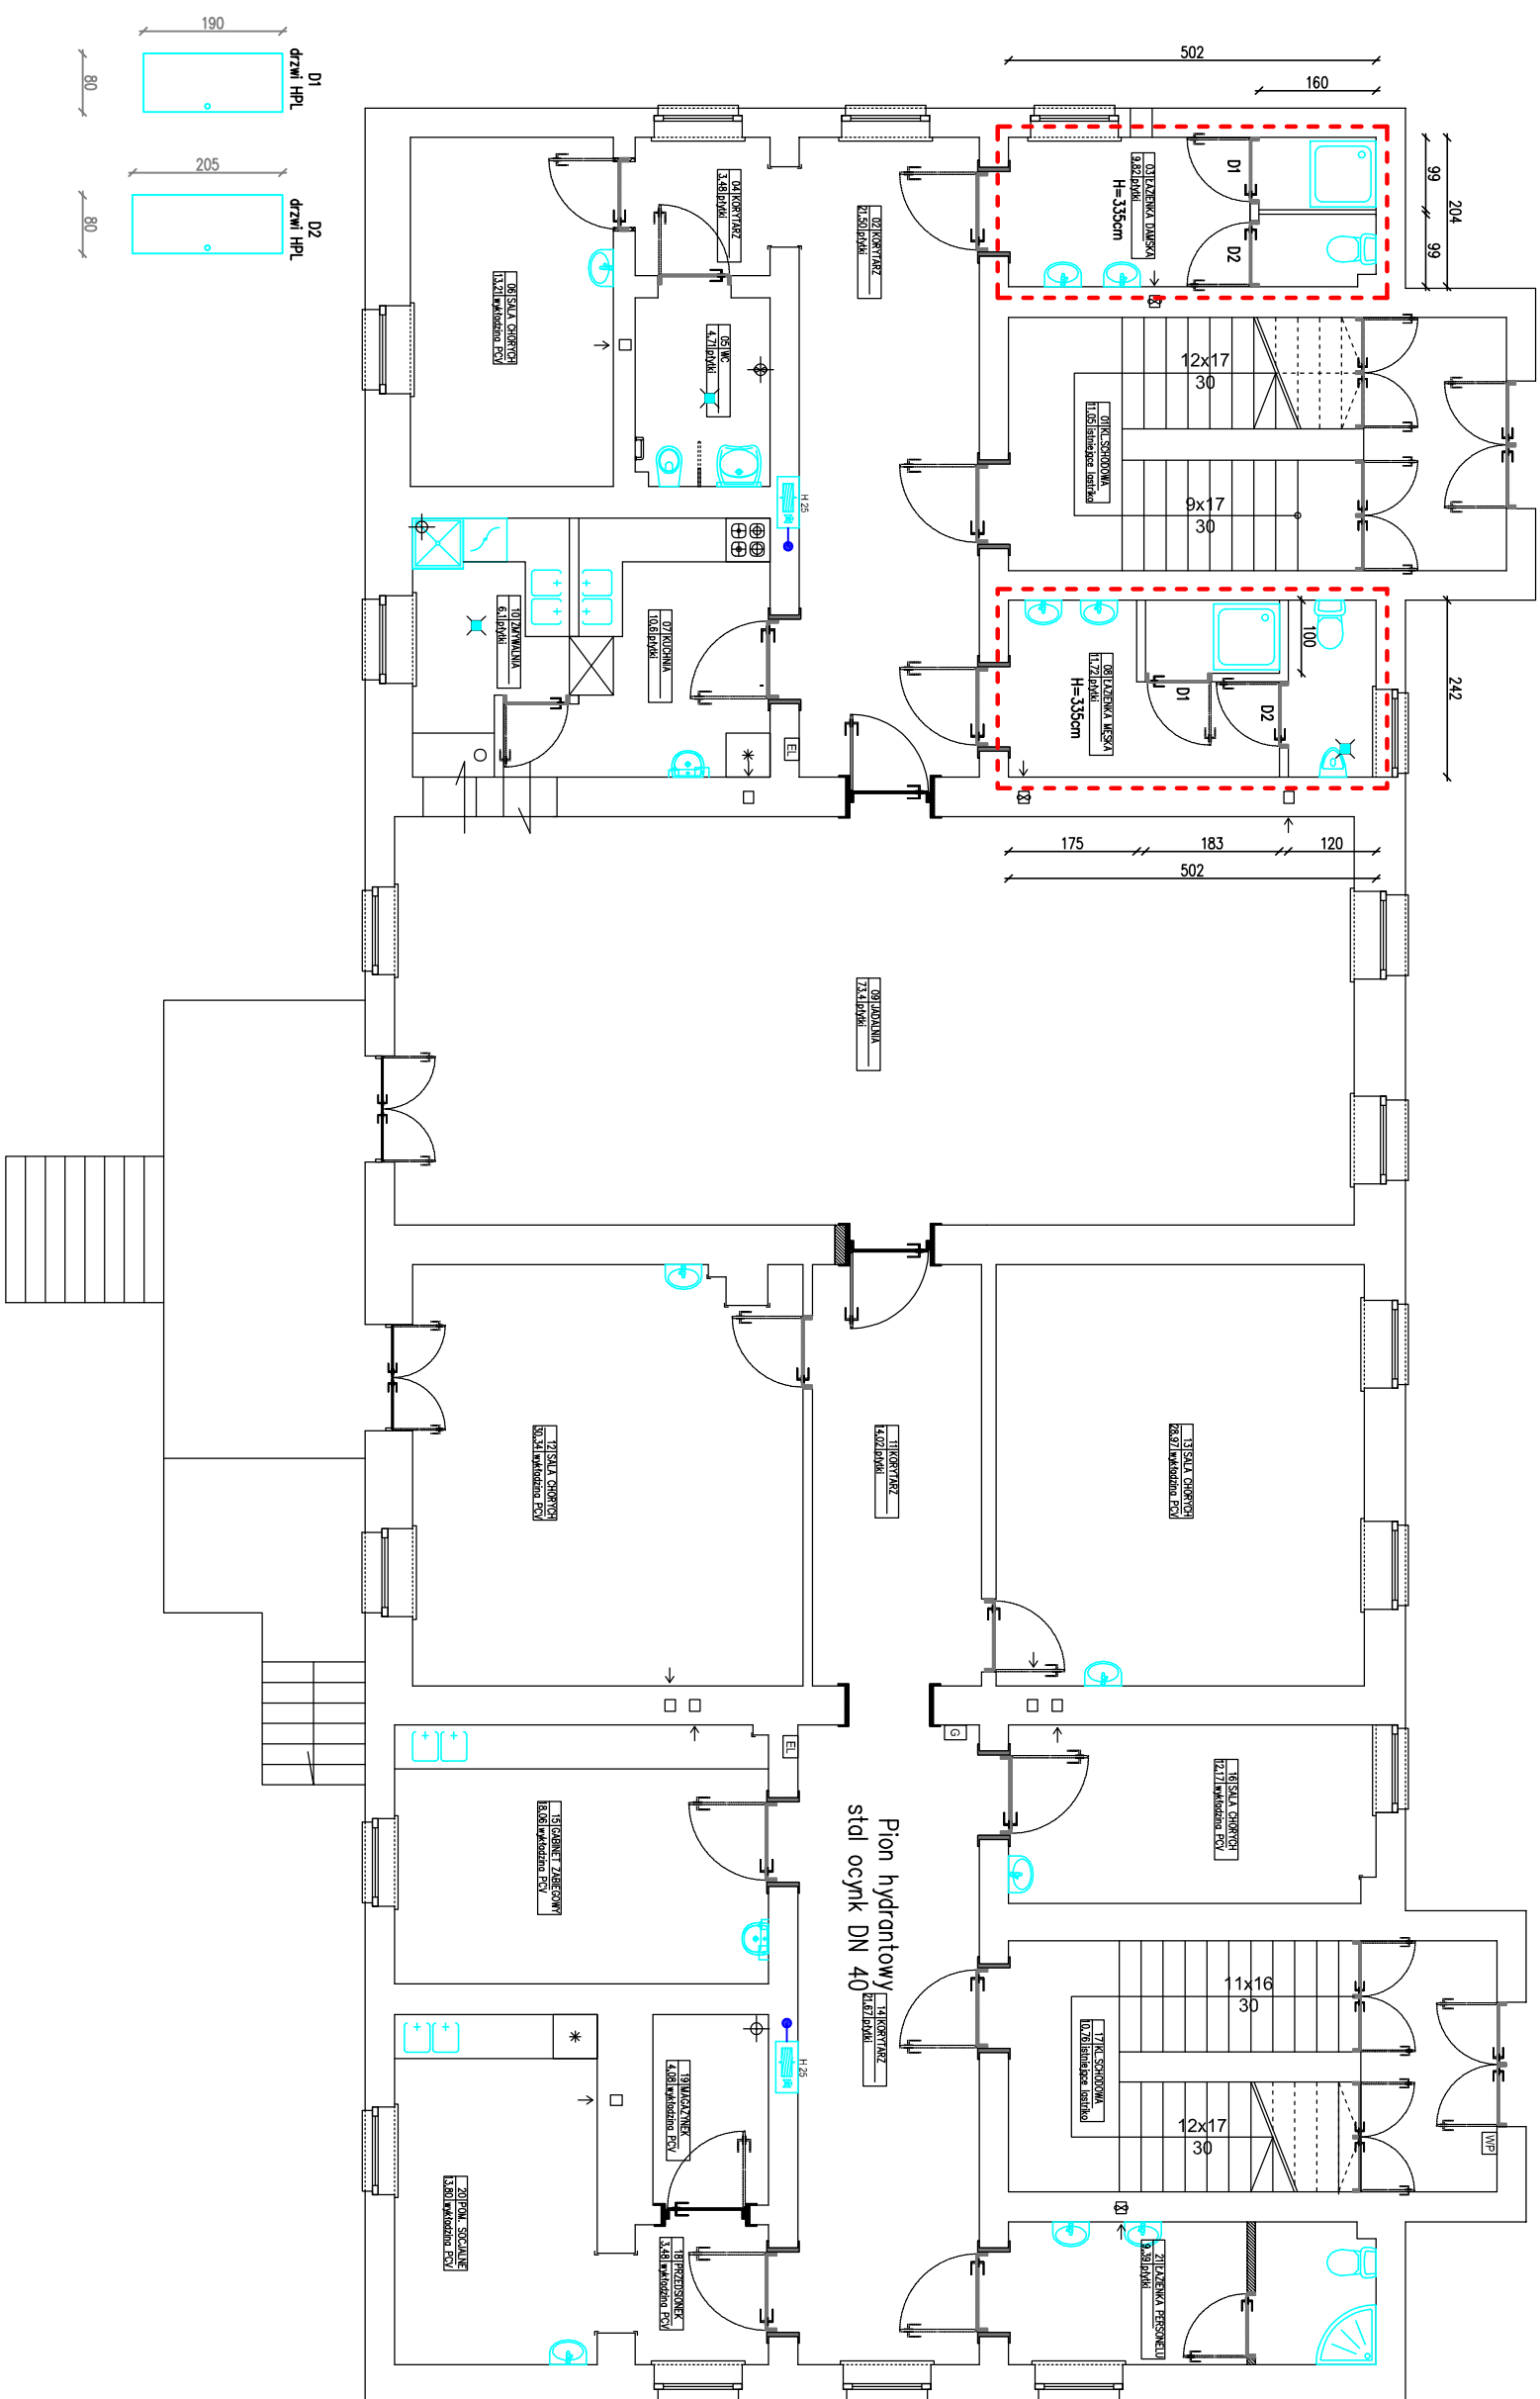 190
80
D1
drzwi HPL
205
80
D2
drzwi HPL
502
160
204
99
99
242
D1
D2
03 ŁAZIENKA DAMSKA
9,82 płytki
H=335cm
04 KORYTARZ
3,48 płytki
02 KORYTARZ
21,50 płytki
06 SALA CHORYCH
13,21 wykładzina PCV
05 WC
4,71 płytki
12x17
30
9x17
30
01 KL.SCHODOWA
11,05 istniejące lastriko
H 25
10 ZMYWALNIA
6,1 płytki
07 KUCHNIA
10,6 płytki
EL
08 ŁAZIENKA MĘSKA
11,72 płytki
H=335cm
100
D1
D2
175
183
120
502
09 JADALNIA
73,4 płytki
12 SALA CHORYCH
30,34 wykładzina PCV
11 KORYTARZ
14,02 płytki
13 SALA CHORYCH
28,97 wykładzina PCV
G
EL
15 GABINET ZABIEGOWY
18,06 wykładzina PCV
Pion hydrantowy
stal ocynk DN 40
14 KORYTARZ
21,67 płytki
16 SALA CHORYCH
12,17 wykładzina PCV
11x16
30
12x17
30
17 KL.SCHODOWA
10,76 istniejące lastriko
WP
H 25
19 MAGAZYNEK
4,08 wykładzina PCV
20 POM. SOCJALNE
13,80 wykładzina PCV
18 PRZEDSIONEK
3,48 wykładzina PCV
21 ŁAZIENKA PERSONELU
9,39 płytki